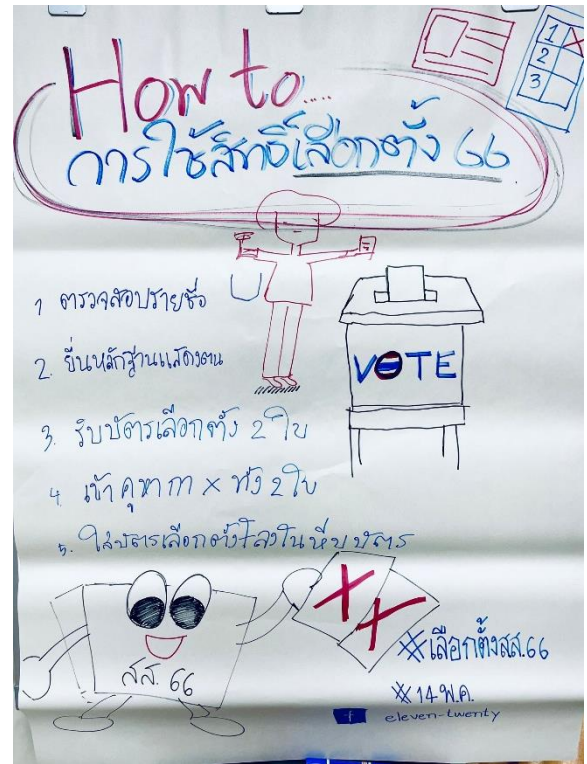 How to.....
การใช้สิทธิ์เลือกตั้ง 66
1
2
3
1 ตรวจสอบรายชื่อ
2. ยื่นหลักฐานแสดงตน
3. รับบัตรเลือกตั้ง 2 ใบ
4 เข้าคูหา กา × ทั้ง 2 ใบ
5. ใส่บัตรเลือกตั้งลงในหีบบัตร
VOTE
สส. 66
#เลือกตั้งสส.66
#14 พ.ค.
f eleven-twenty